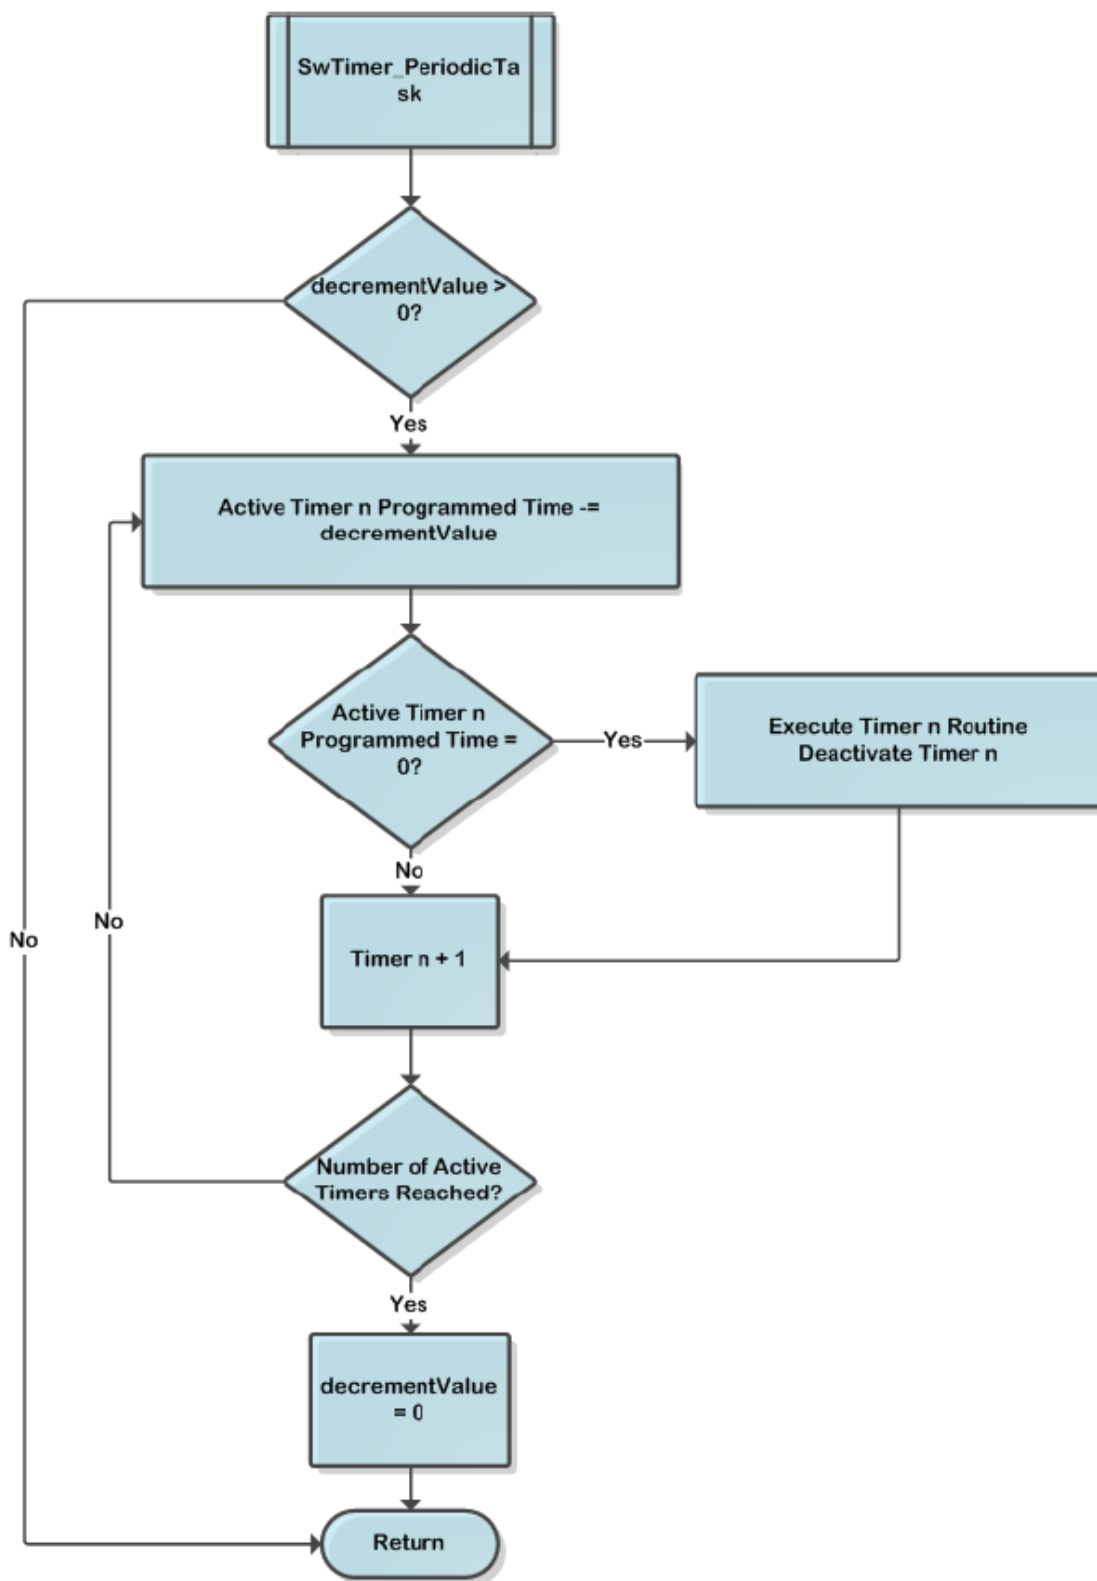 SwTimer_PeriodicTa
sk
decrementValue >
0?
Yes
Active Timer n Programmed Time -=
decrementValue
Active Timer n
Programmed Time =
0?
Yes
Execute Timer n Routine
Deactivate Timer n
No
No
No
Timer n + 1
Number of Active
Timers Reached?
Yes
decrementValue
= 0
Return